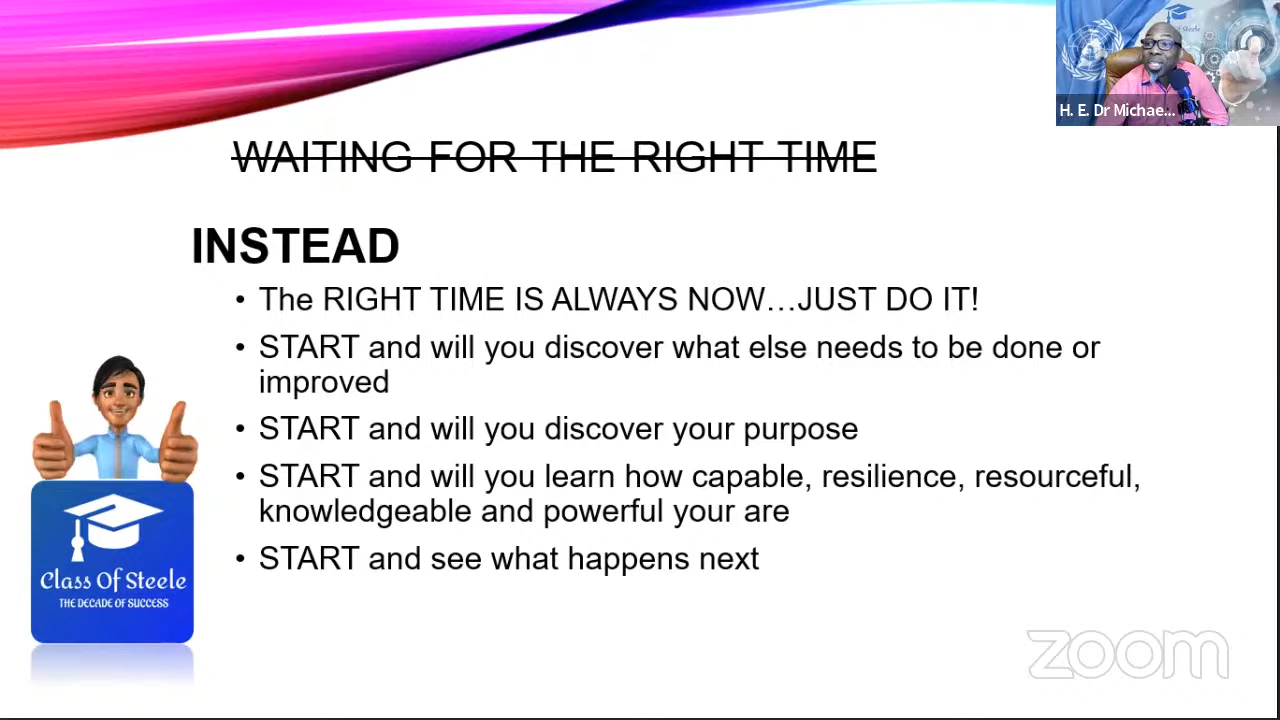 H. E. Dr Michae...
WAITING FOR THE RIGHT TIME
INSTEAD
• The RIGHT TIME IS ALWAYS NOW…JUST DO IT!
• START and will you discover what else needs to be done or
improved
• START and will you discover your purpose
• START and will you learn how capable, resilience, resourceful,
knowledgeable and powerful your are
• START and see what happens next
Class Of Steele
THE DECADE OF SUCCESS
zoom